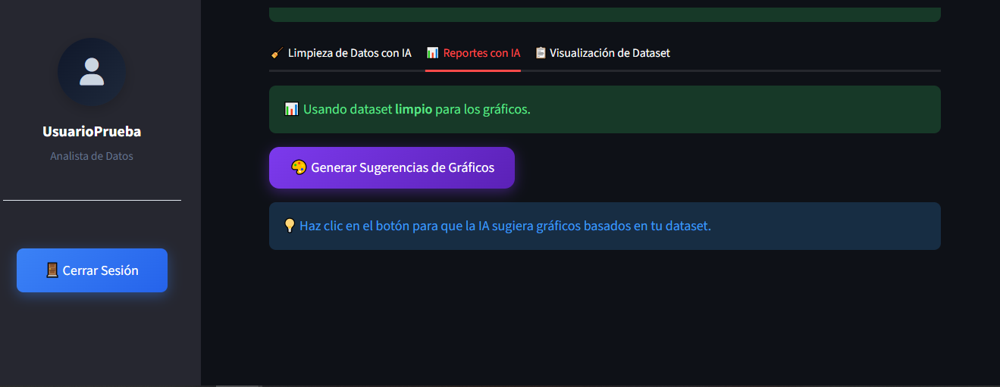 UsuarioPrueba
Analista de Datos
Cerrar Sesión
Limpieza de Datos con IA
Reportes con IA
Visualización de Dataset
Usando dataset limpio para los gráficos.
Generar Sugerencias de Gráficos
Haz clic en el botón para que la IA sugiera gráficos basados en tu dataset.